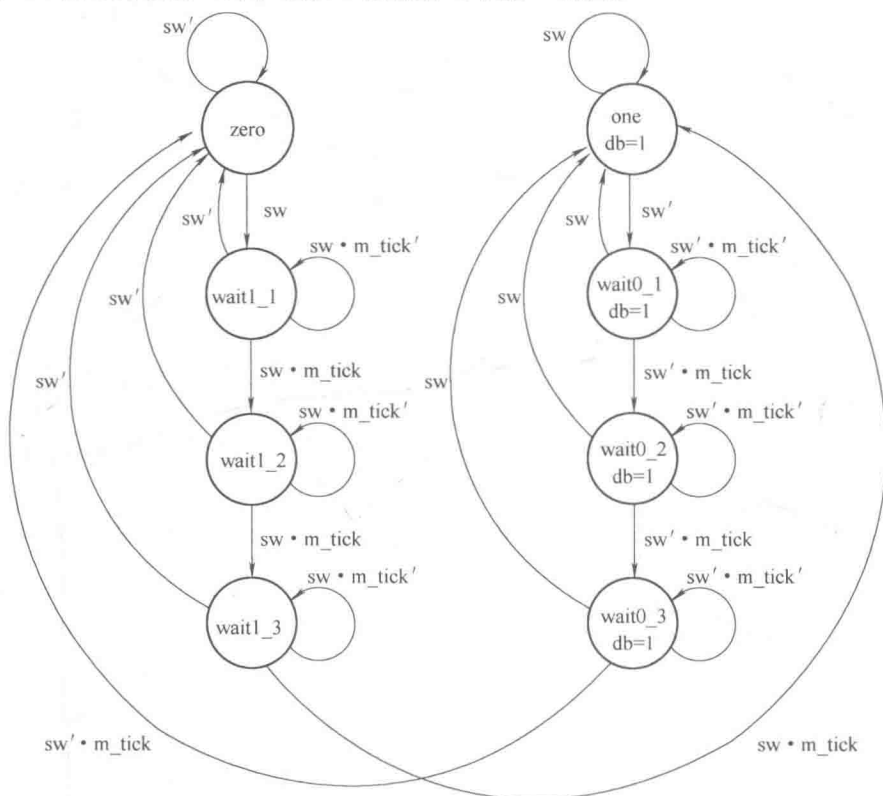 sw′
sw
zero
one
db=1
sw′
sw
sw
sw′
sw • m_tick′
sw′ • m_tick′
wait1_1
wait0_1
db=1
sw′
sw
sw • m_tick
sw′ • m_tick
sw′
sw
sw • m_tick′
sw′ • m_tick′
wait1_2
wait0_2
db=1
sw • m_tick
sw′ • m_tick
sw • m_tick′
sw′ • m_tick′
wait1_3
wait0_3
db=1
sw′ • m_tick
sw • m_tick